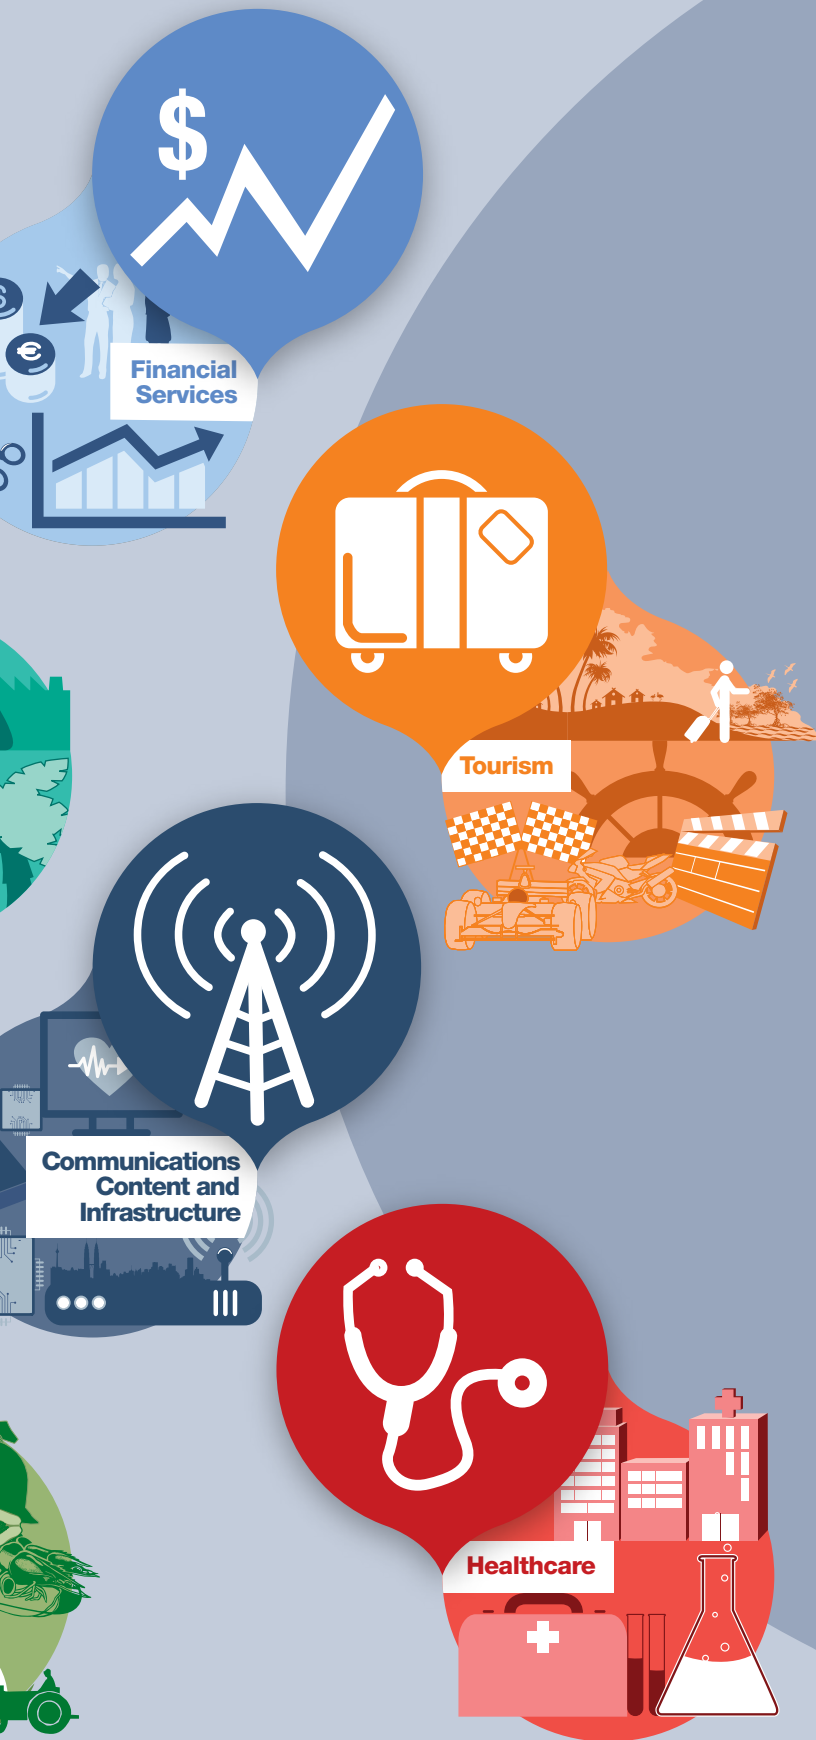 $
$
€
Financial
Services
Tourism
Communications
Content and
Infrastructure
Healthcare